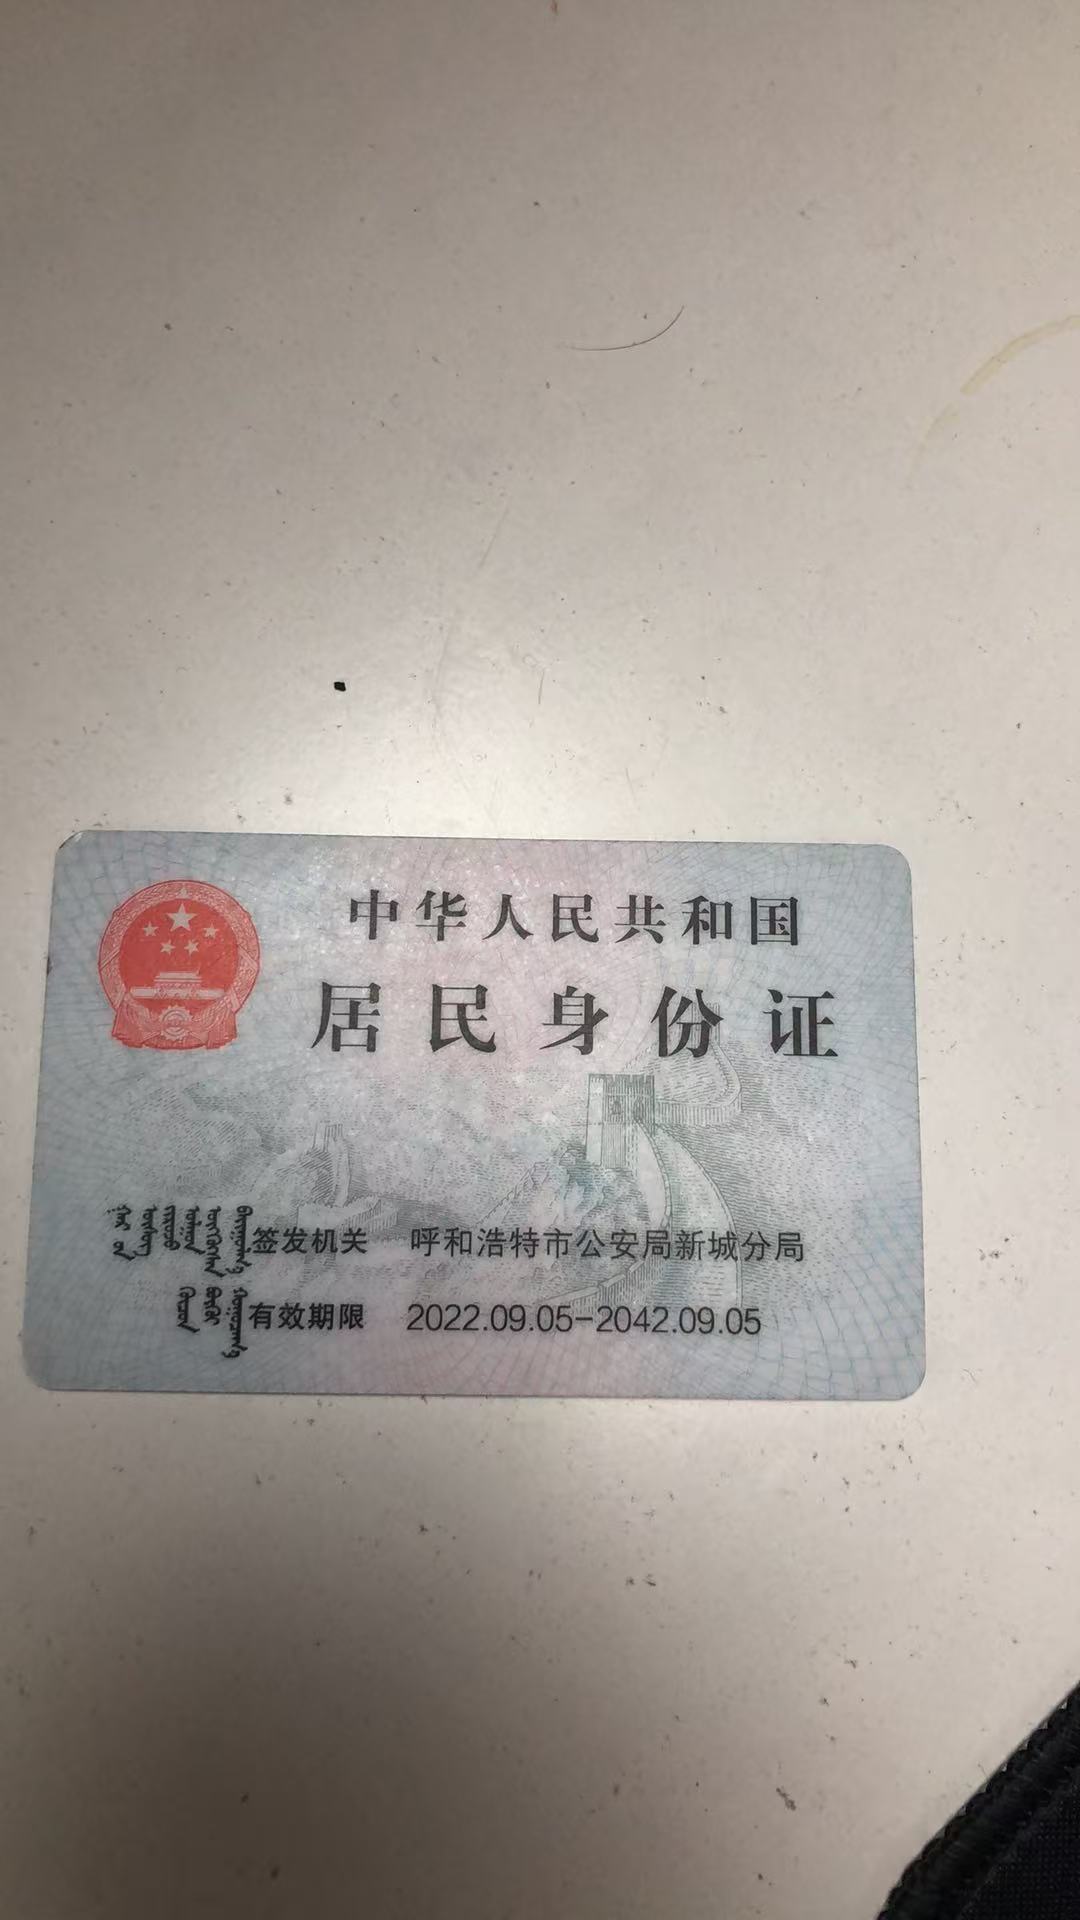 中华人民共和国
居民身份证
签发机关 呼和浩特市公安局新城分局
有效期限 2022.09.05-2042.09.05